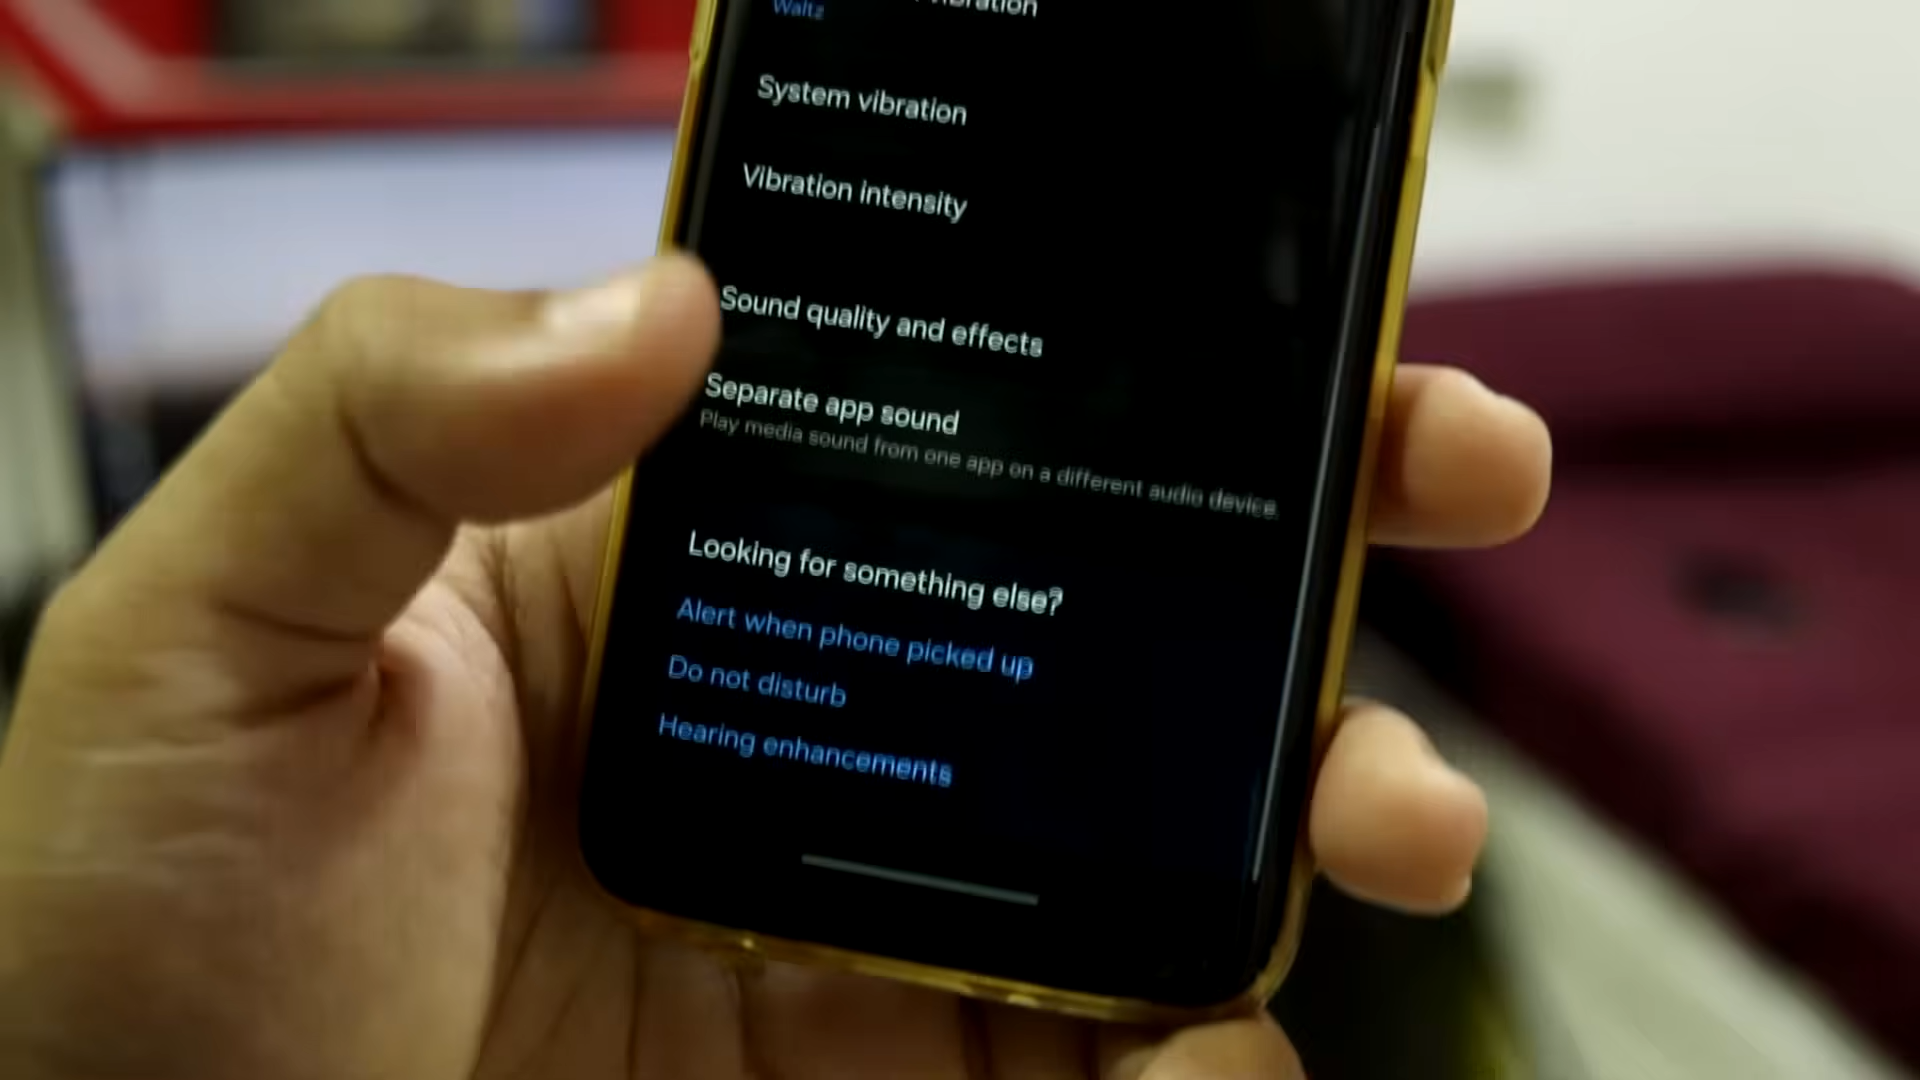 vibration
Waltz
System vibration
Vibration intensity
Sound quality and effects
Separate app sound
Play media sound from one app on a different audio device.
Looking for something else?
Alert when phone picked up
Do not disturb
Hearing enhancements